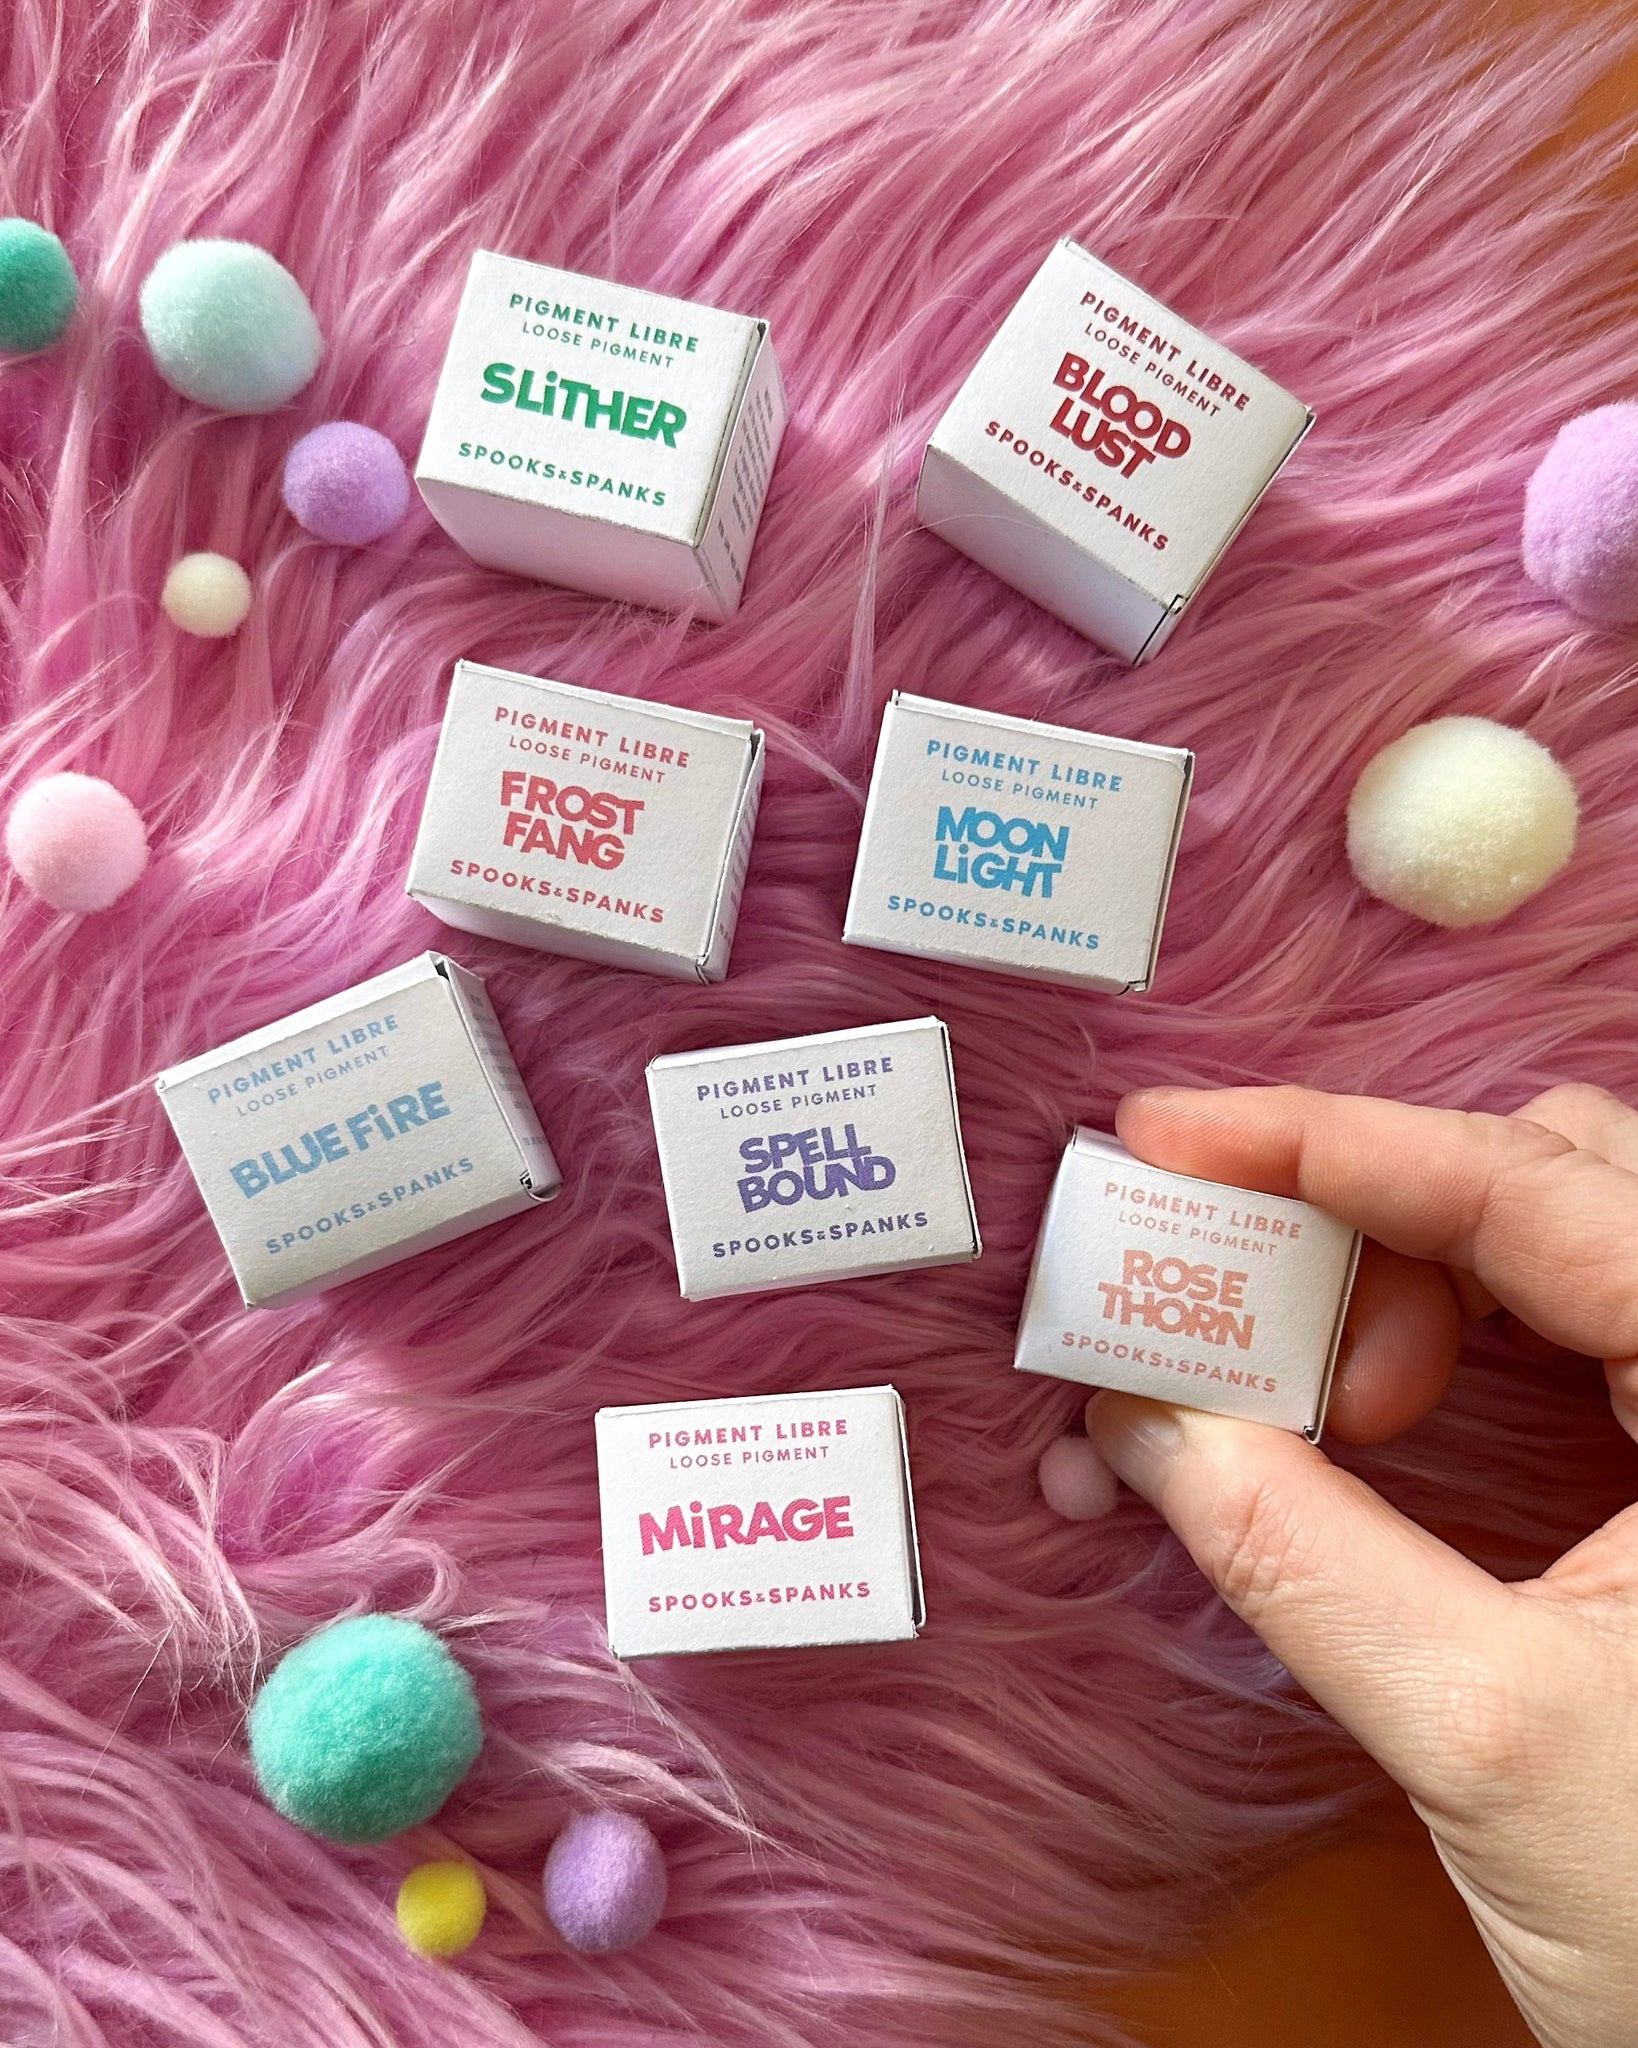 PIGMENT LIBRE
LOOSE PIGMENT
SLiTHER
SPOOKS&SPANKS
PIGMENT LIBRE
LOOSE PIGMENT
BLOOD
LUST
SPOOKS&SPANKS
PIGMENT LIBRE
LOOSE PIGMENT
FROST
FANG
SPOOKS&SPANKS
PIGMENT LIBRE
LOOSE PIGMENT
MOON
LiGHT
SPOOKS&SPANKS
PIGMENT LIBRE
LOOSE PIGMENT
BLUE FiRE
SPOOKS&SPANKS
PIGMENT LIBRE
LOOSE PIGMENT
SPELL
BOUND
SPOOKS&SPANKS
PIGMENT LIBRE
LOOSE PIGMENT
ROSE
THORN
SPOOKS&SPANKS
PIGMENT LIBRE
LOOSE PIGMENT
MiRAGE
SPOOKS&SPANKS